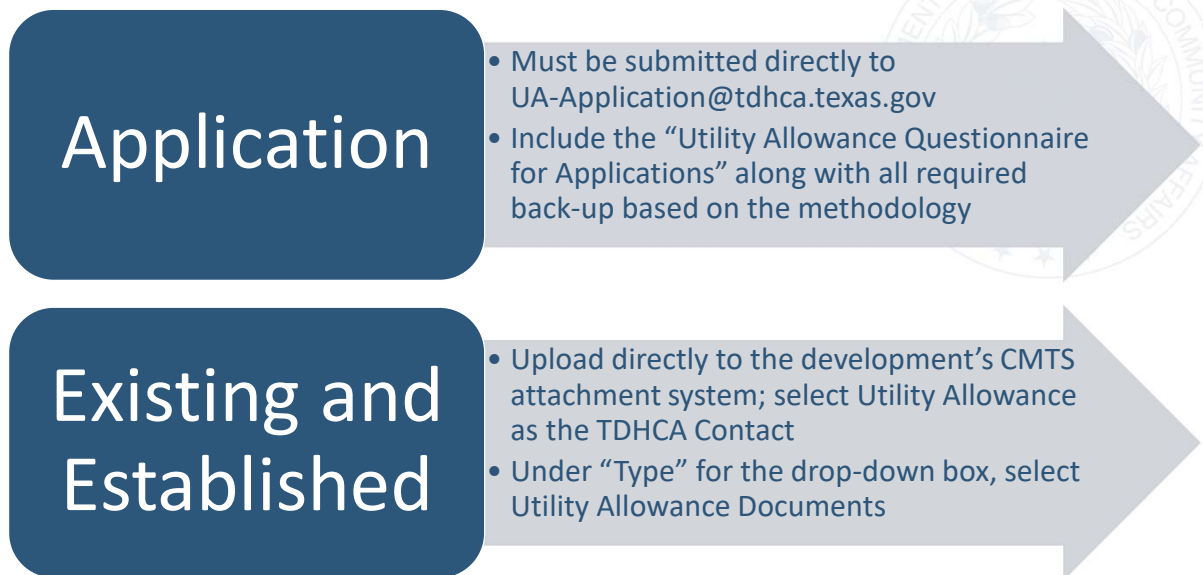 Application
• Must be submitted directly to
UA-Application@tdhca.texas.gov
• Include the “Utility Allowance Questionnaire
for Applications” along with all required
back-up based on the methodology
Existing and
Established
• Upload directly to the development’s CMTS
attachment system; select Utility Allowance
as the TDHCA Contact
• Under “Type” for the drop-down box, select
Utility Allowance Documents
AFFAIRS